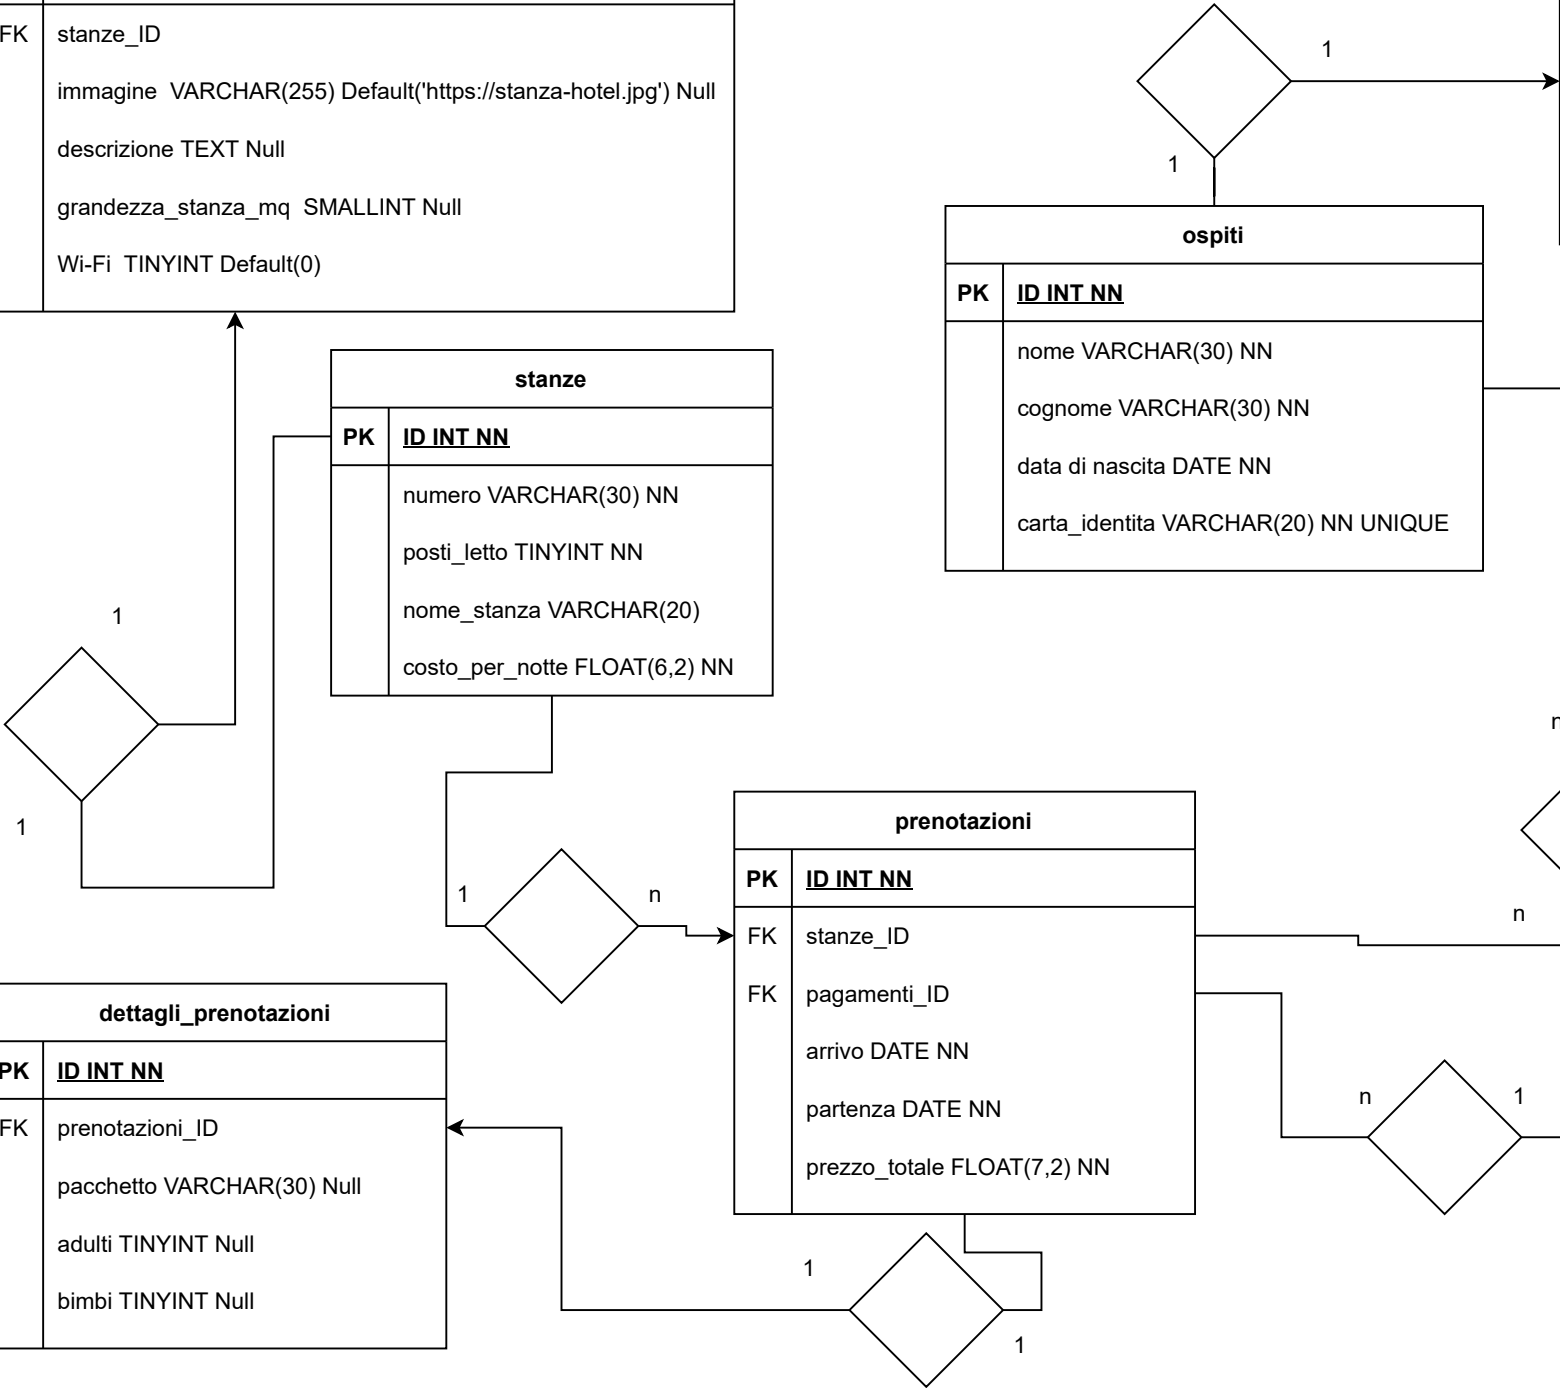 FK stanze_ID
immagine  VARCHAR(255) Default('https://stanza-hotel.jpg') Null
descrizione TEXT Null
grandezza_stanza_mq  SMALLINT Null
Wi-Fi  TINYINT Default(0)
1
1
ospiti
PK ID INT NN
nome VARCHAR(30) NN
cognome VARCHAR(30) NN
data di nascita DATE NN
carta_identita VARCHAR(20) NN UNIQUE
stanze
PK ID INT NN
numero VARCHAR(30) NN
posti_letto TINYINT NN
nome_stanza VARCHAR(20)
costo_per_notte FLOAT(6,2) NN
1
1
1
n
prenotazioni
PK ID INT NN
FK stanze_ID
FK pagamenti_ID
arrivo DATE NN
partenza DATE NN
prezzo_totale FLOAT(7,2) NN
n
n
n
1
dettagli_prenotazioni
PK ID INT NN
FK prenotazioni_ID
pacchetto VARCHAR(30) Null
adulti TINYINT Null
bimbi TINYINT Null
1
1